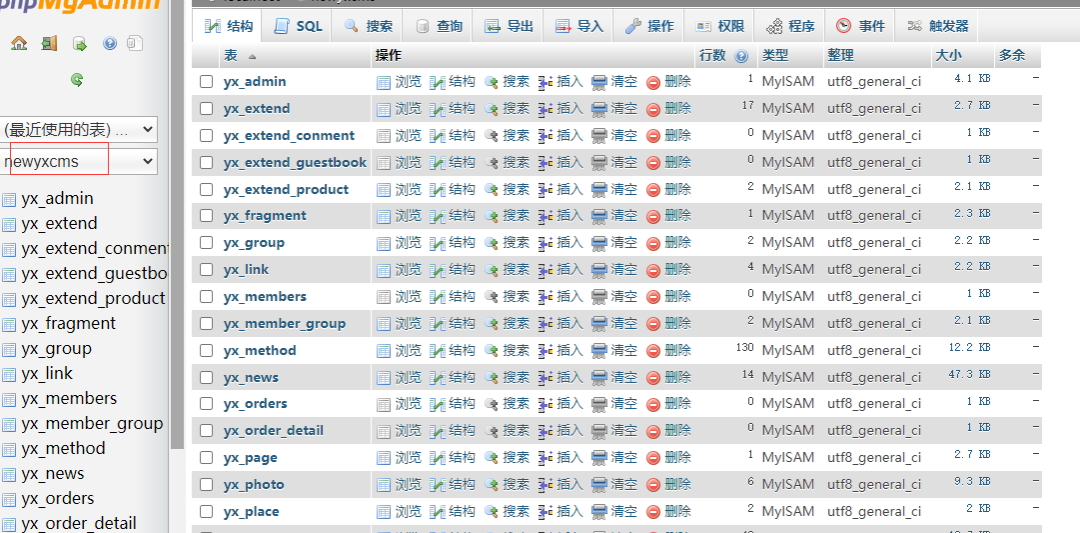 phpMyAdmin
(最近使用的表) ...
newyxcms
yx_admin
yx_extend
yx_extend_conment
yx_extend_guestbo
yx_extend_product
yx_fragment
yx_group
yx_link
yx_members
yx_member_group
yx_method
yx_news
yx_orders
yx_order_detail
结构 SQL 搜索 查询 导出 导入 操作 权限 程序 事件 触发器
表 操作 行数 类型 整理 大小 多余
yx_admin 浏览 结构 搜索 插入 清空 删除 1 MyISAM utf8_general_ci 4.1 KB -
yx_extend 浏览 结构 搜索 插入 清空 删除 17 MyISAM utf8_general_ci 2.7 KB -
yx_extend_conment 浏览 结构 搜索 插入 清空 删除 0 MyISAM utf8_general_ci 1 KB -
yx_extend_guestbook 浏览 结构 搜索 插入 清空 删除 0 MyISAM utf8_general_ci 1 KB -
yx_extend_product 浏览 结构 搜索 插入 清空 删除 2 MyISAM utf8_general_ci 2.1 KB -
yx_fragment 浏览 结构 搜索 插入 清空 删除 1 MyISAM utf8_general_ci 2.3 KB -
yx_group 浏览 结构 搜索 插入 清空 删除 2 MyISAM utf8_general_ci 2.2 KB -
yx_link 浏览 结构 搜索 插入 清空 删除 4 MyISAM utf8_general_ci 2.2 KB -
yx_members 浏览 结构 搜索 插入 清空 删除 0 MyISAM utf8_general_ci 1 KB -
yx_member_group 浏览 结构 搜索 插入 清空 删除 2 MyISAM utf8_general_ci 2.1 KB -
yx_method 浏览 结构 搜索 插入 清空 删除 130 MyISAM utf8_general_ci 12.2 KB -
yx_news 浏览 结构 搜索 插入 清空 删除 14 MyISAM utf8_general_ci 47.3 KB -
yx_orders 浏览 结构 搜索 插入 清空 删除 0 MyISAM utf8_general_ci 1 KB -
yx_order_detail 浏览 结构 搜索 插入 清空 删除 0 MyISAM utf8_general_ci 1 KB -
yx_page 浏览 结构 搜索 插入 清空 删除 1 MyISAM utf8_general_ci 2.7 KB -
yx_photo 浏览 结构 搜索 插入 清空 删除 6 MyISAM utf8_general_ci 9.3 KB -
yx_place 浏览 结构 搜索 插入 清空 删除 2 MyISAM utf8_general_ci 2 KB -